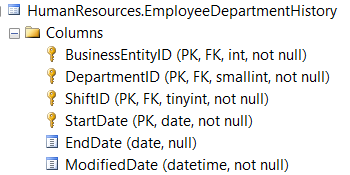 HumanResources.EmployeeDepartmentHistory
Columns
BusinessEntityID (PK, FK, int, not null)
DepartmentID (PK, FK, smallint, not null)
ShiftID (PK, FK, tinyint, not null)
StartDate (PK, date, not null)
EndDate (date, null)
ModifiedDate (datetime, not null)